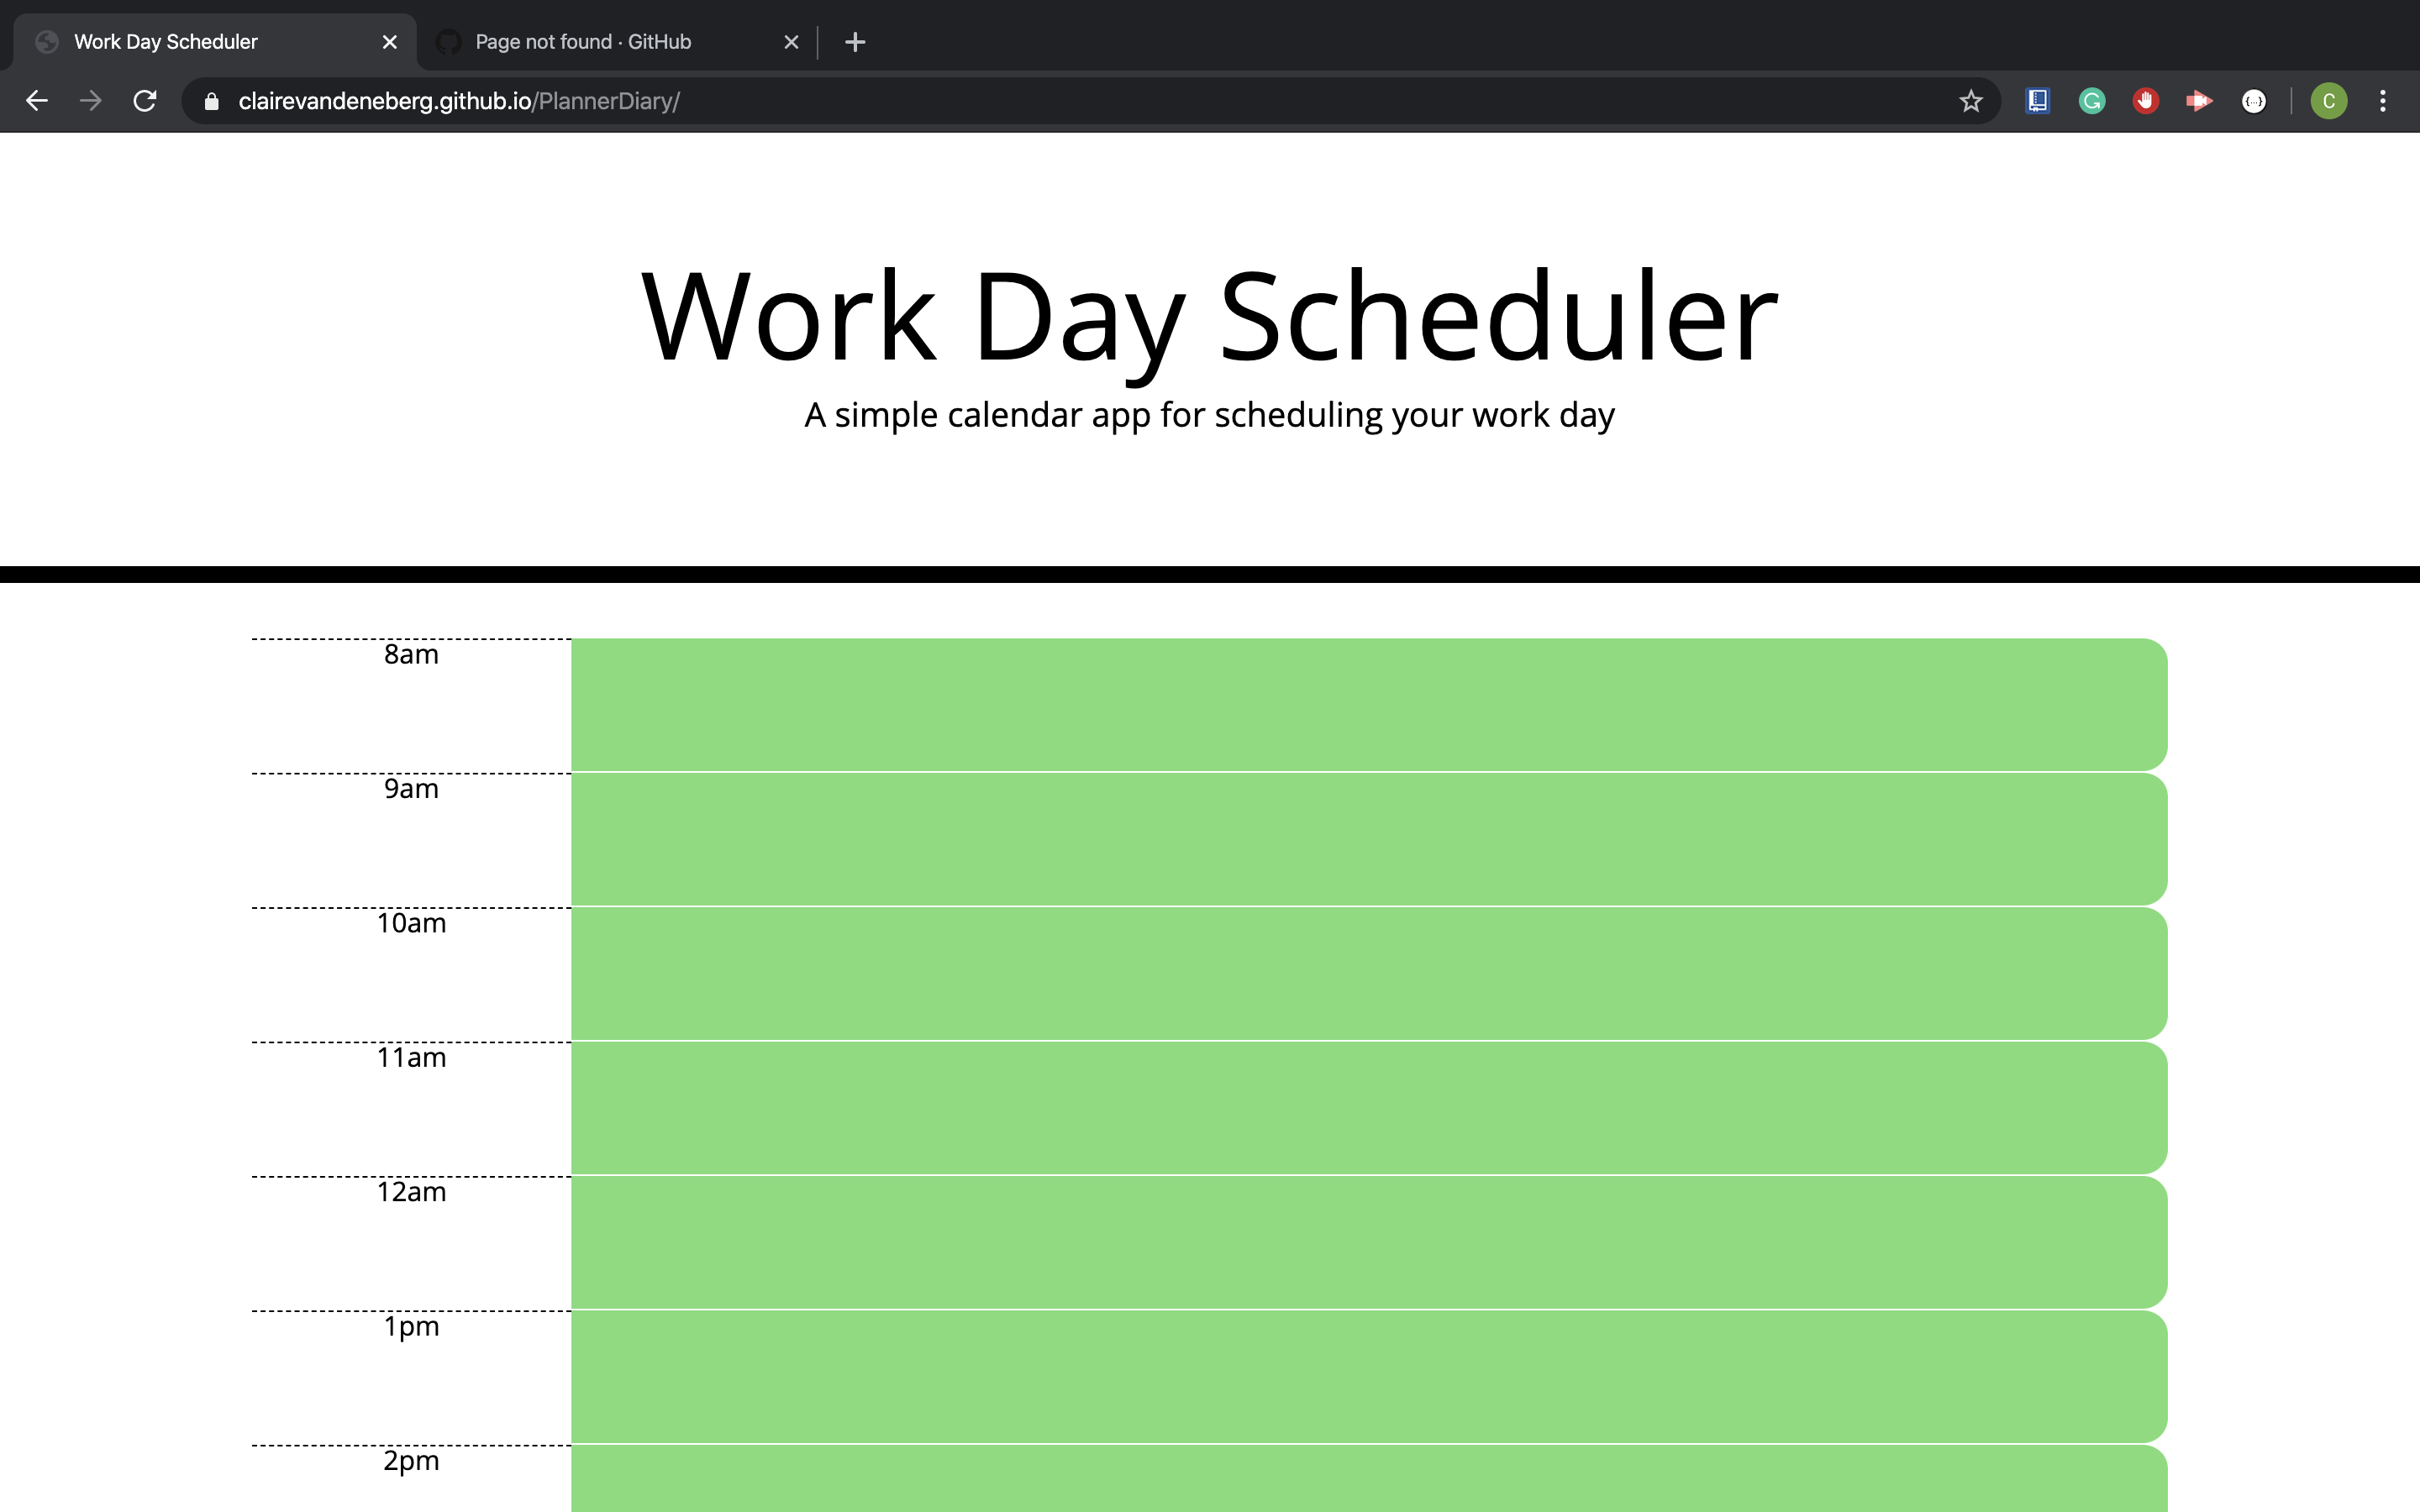 Work Day Scheduler
Page not found · GitHub
clairevandeneberg.github.io/PlannerDiary/
C
Work Day Scheduler
A simple calendar app for scheduling your work day
8am
9am
10am
11am
12am
1pm
2pm